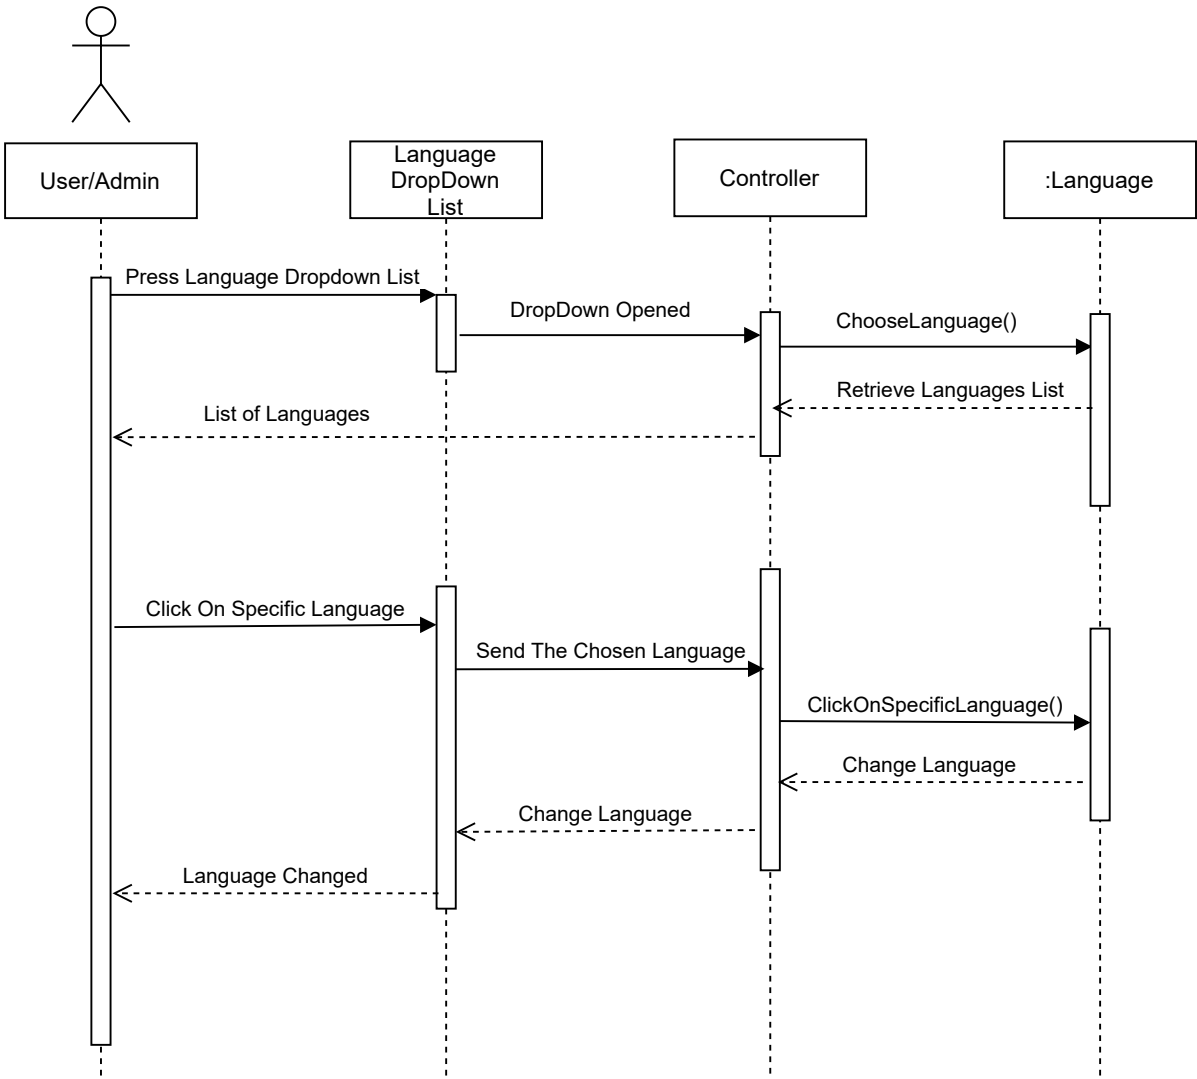 User/Admin
Language
DropDown
List
Controller
:Language
Press Language Dropdown List
DropDown Opened
ChooseLanguage()
Retrieve Languages List
List of Languages
Click On Specific Language
Send The Chosen Language
ClickOnSpecificLanguage()
Change Language
Change Language
Language Changed